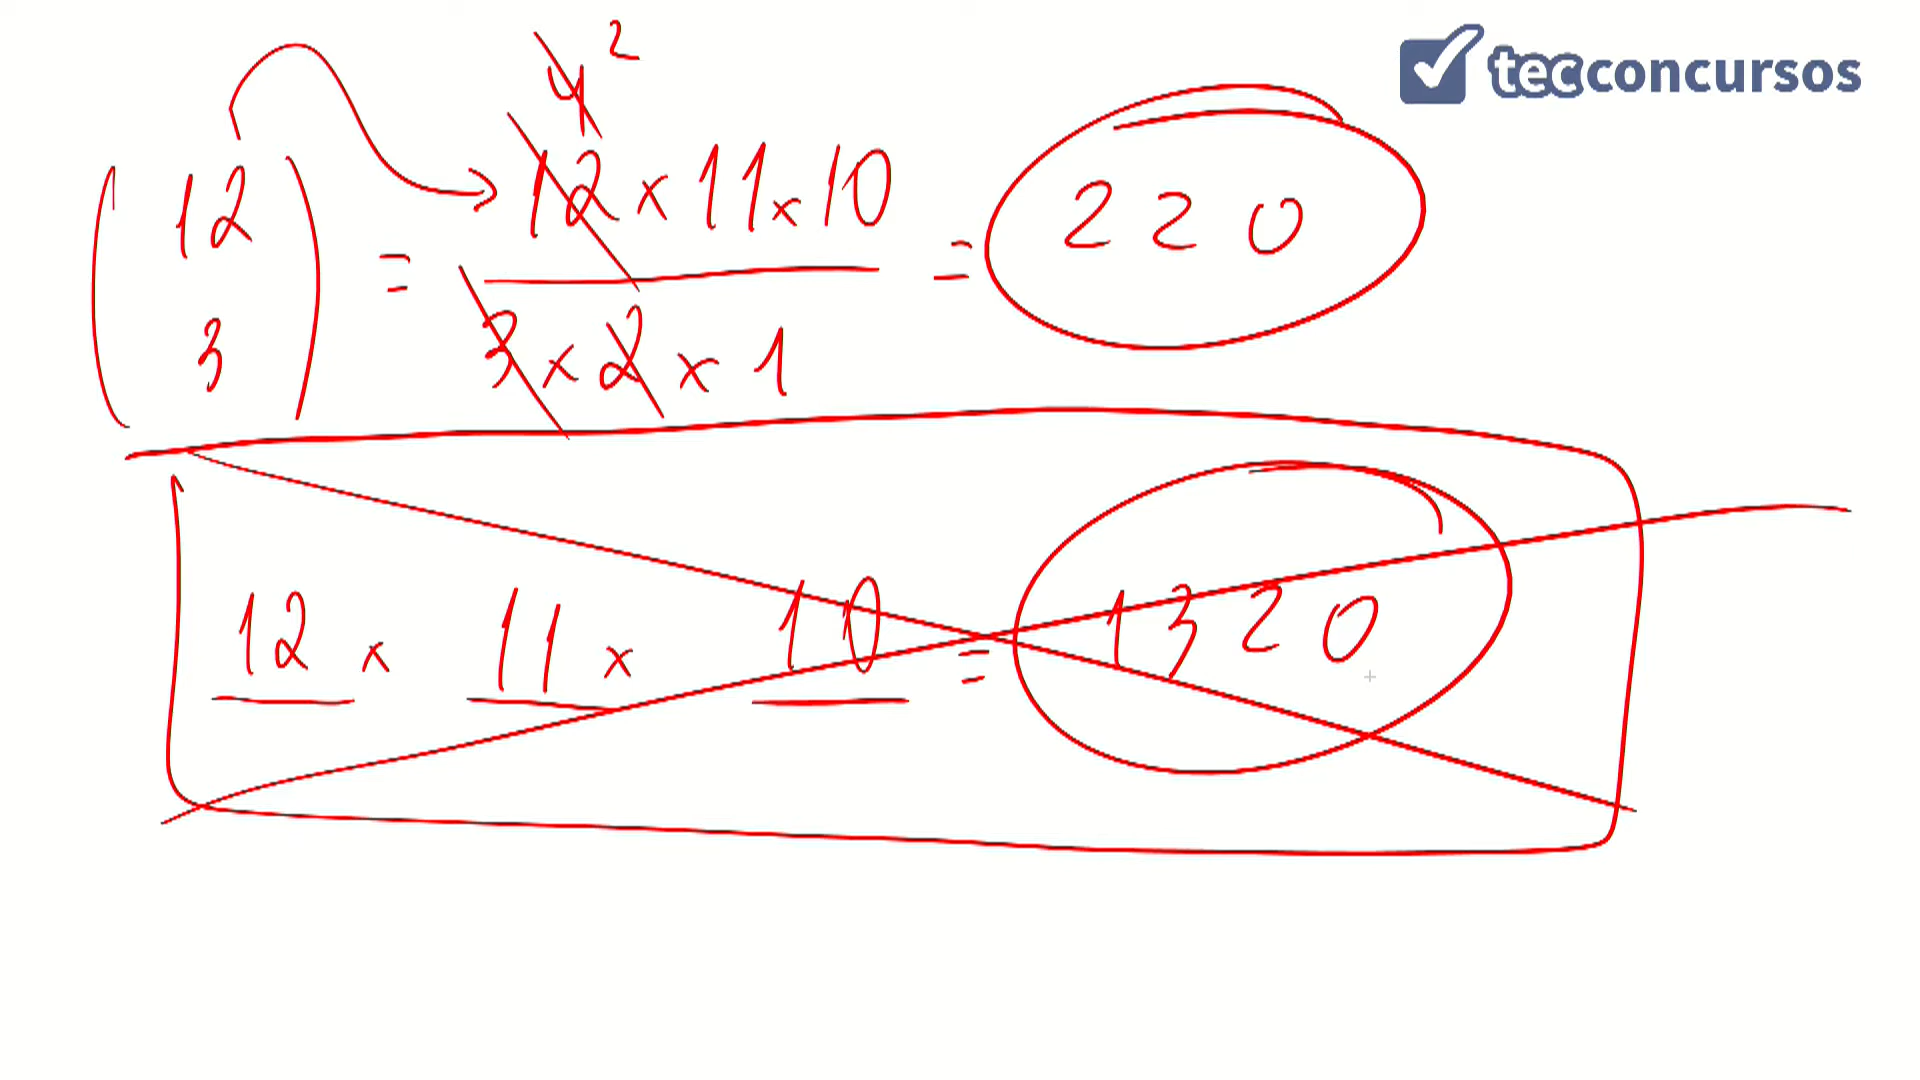 tecconcursos
4 2
(12 3) = 12 x 11 x 10 / 3 x 2 x 1 = 220
12 x 11 x 10 = 1320